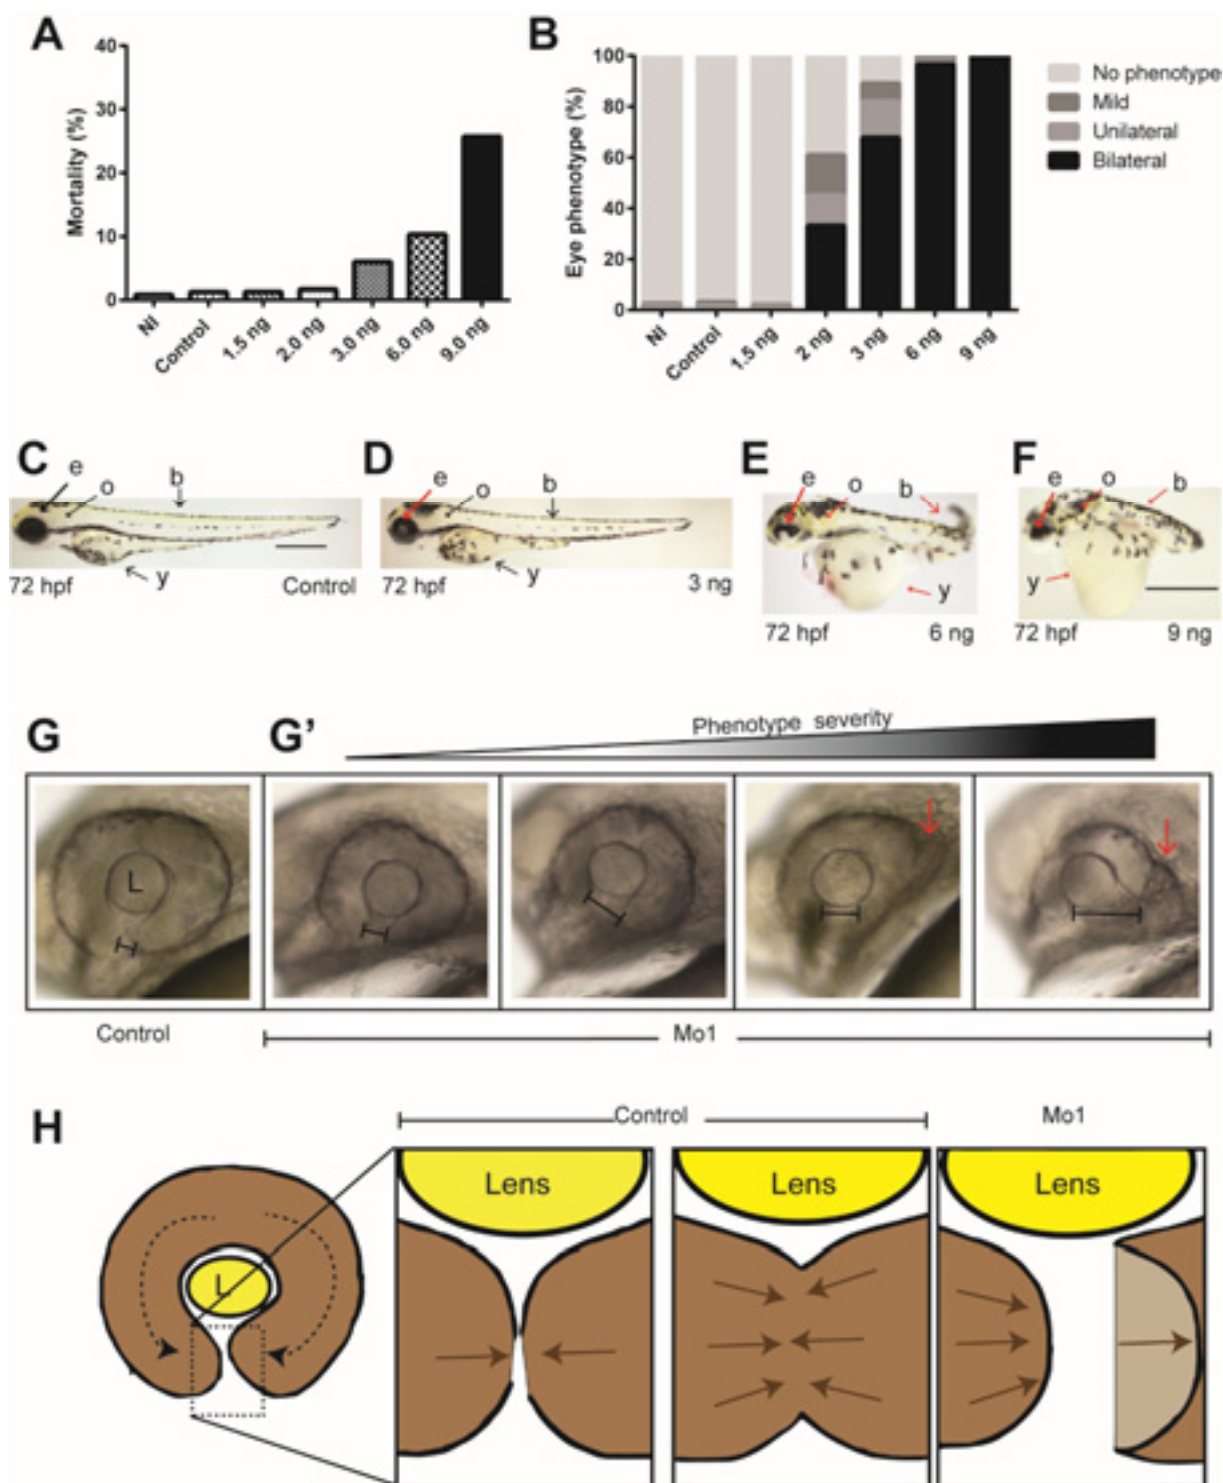 A
B
40
30
20
10
0
Mortality (%)
NI
Control
1.5 ng
2.0 ng
3.0 ng
6.0 ng
9.0 ng
100
80
60
40
20
0
Eye phenotype (%)
NI
Control
1.5 ng
2 ng
3 ng
6 ng
9 ng
No phenotype
Mild
Unilateral
Bilateral
C
e
o
b
y
72 hpf
Control
D
e
o
b
y
72 hpf
3 ng
E
e
o
b
y
72 hpf
6 ng
F
e
o
b
y
72 hpf
9 ng
G
G'
Phenotype severity
L
Control
Mo1
H
Control
Mo1
L
Lens
Lens
Lens